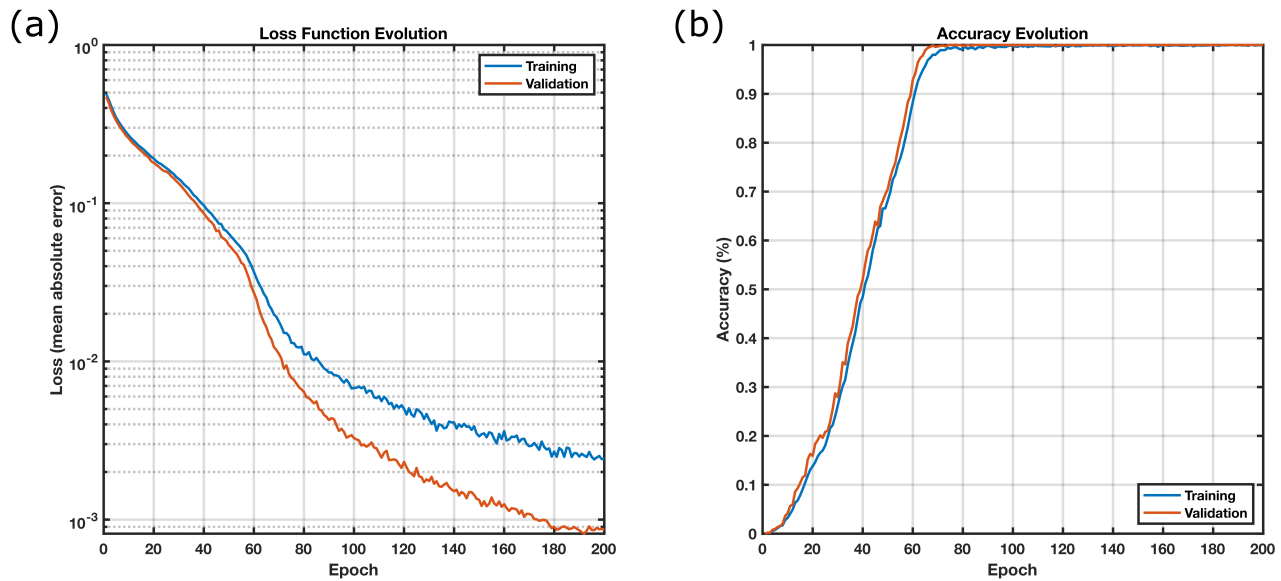 (a)
Loss Function Evolution
Training
Validation
Loss (mean absolute error)
10^0
10^-1
10^-2
10^-3
0 20 40 60 80 100 120 140 160 180 200
Epoch
(b)
Accuracy Evolution
Accuracy (%)
1
0.9
0.8
0.7
0.6
0.5
0.4
0.3
0.2
0.1
0
Training
Validation
0 20 40 60 80 100 120 140 160 180 200
Epoch